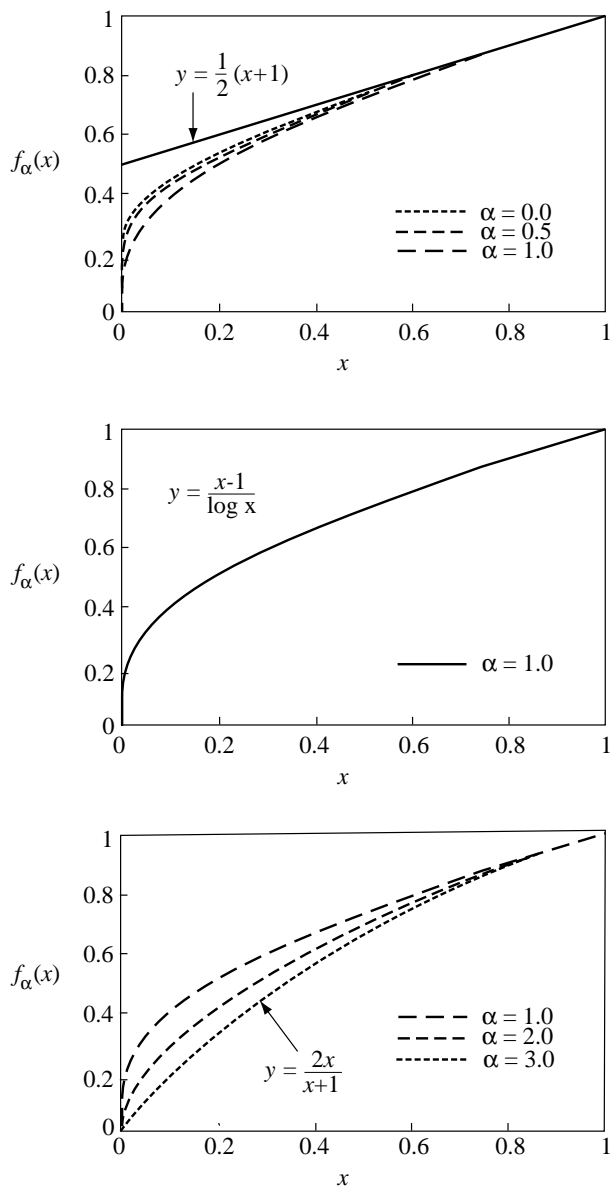 1
0.8
0.6
0.4
0.2
0
f_α(x)
y = \frac{1}{2} (x+1)
α = 0.0
α = 0.5
α = 1.0
0 0.2 0.4 0.6 0.8 1
x
1
0.8
0.6
0.4
0.2
0
f_α(x)
y = \frac{x-1}{log x}
α = 1.0
0 0.2 0.4 0.6 0.8 1
x
1
0.8
0.6
0.4
0.2
0
f_α(x)
α = 1.0
α = 2.0
α = 3.0
y = \frac{2x}{x+1}
0 0.2 0.4 0.6 0.8 1
x